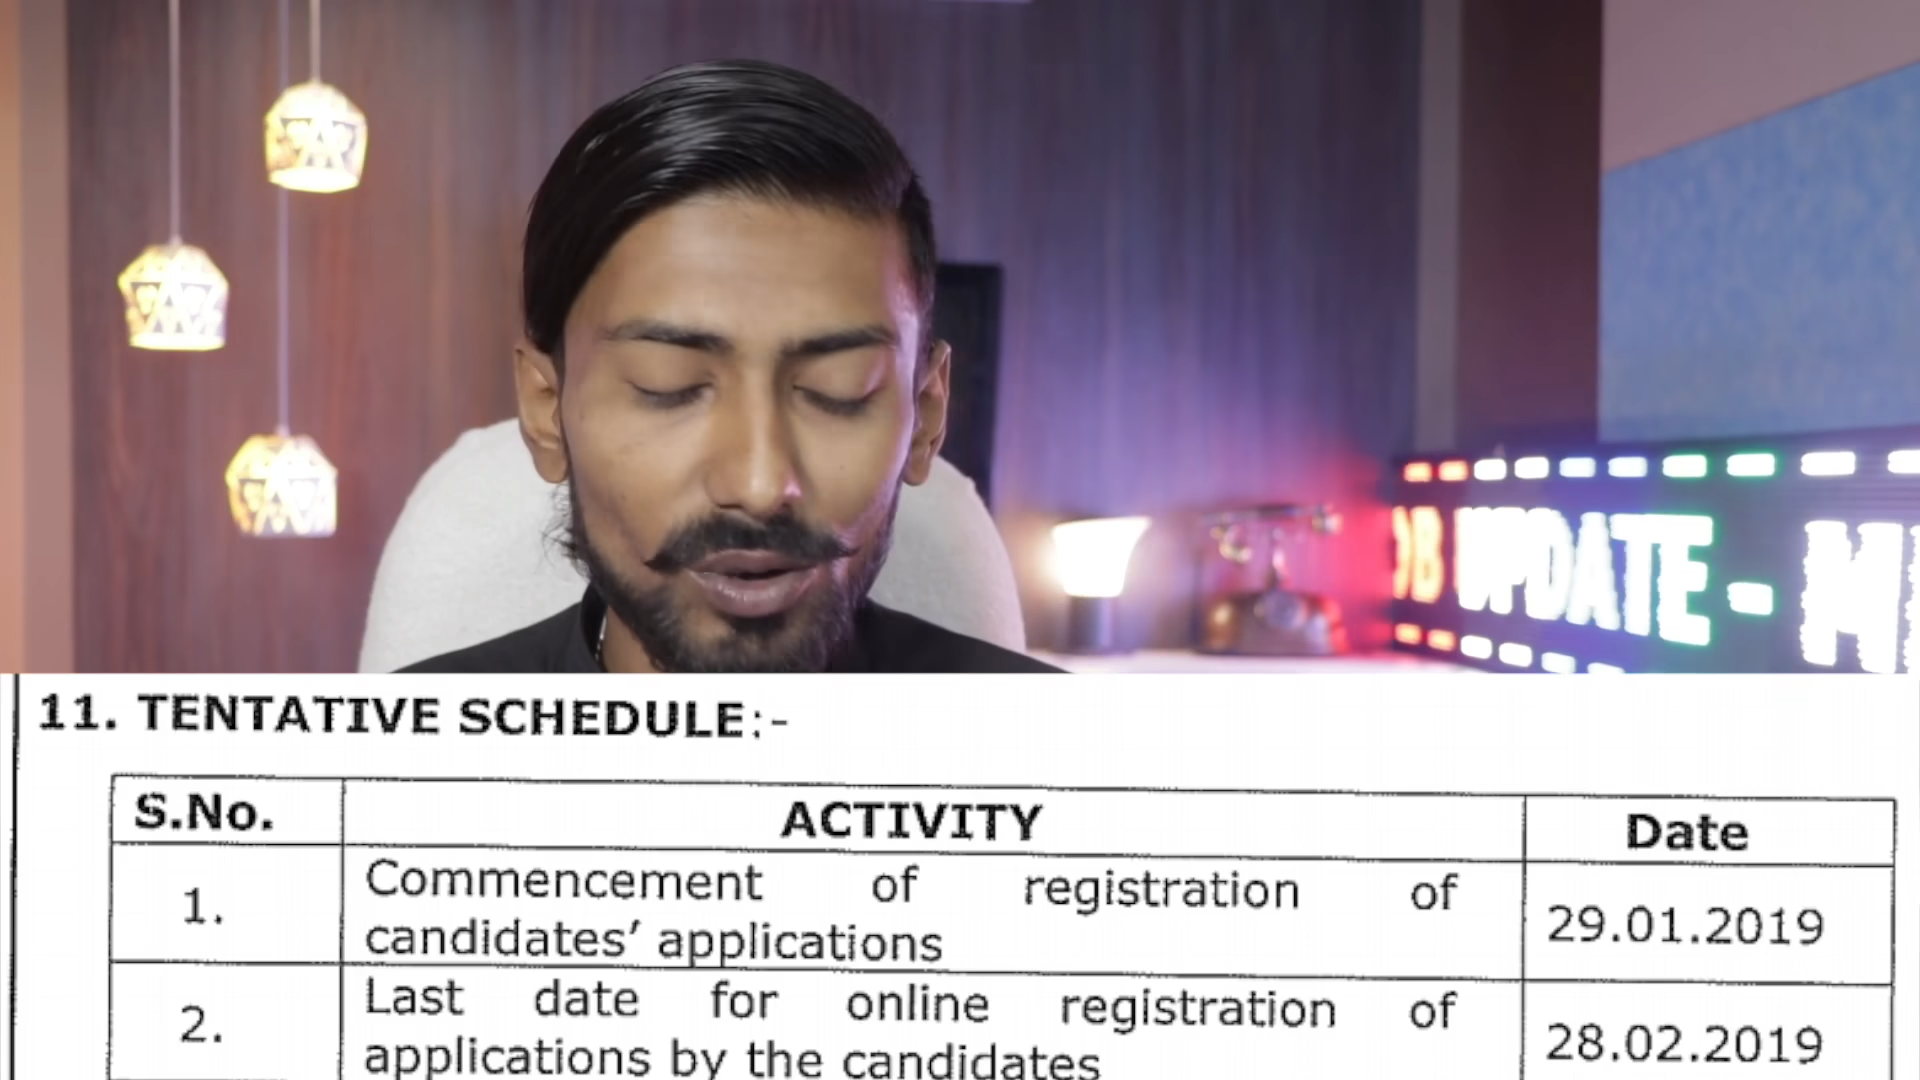 UPDATE -
11. TENTATIVE SCHEDULE:-
S.No. ACTIVITY Date
1. Commencement of registration of
candidates’ applications 29.01.2019
2. Last date for online registration of
applications by the candidates 28.02.2019